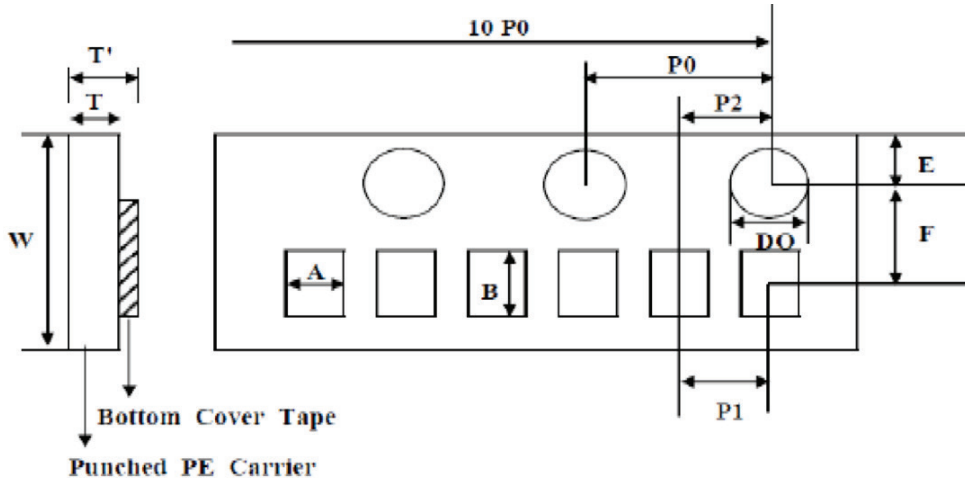 10 P0
T'
P0
T
P2
E
W
DO
F
A
B
P1
Bottom Cover Tape
Punched PE Carrier